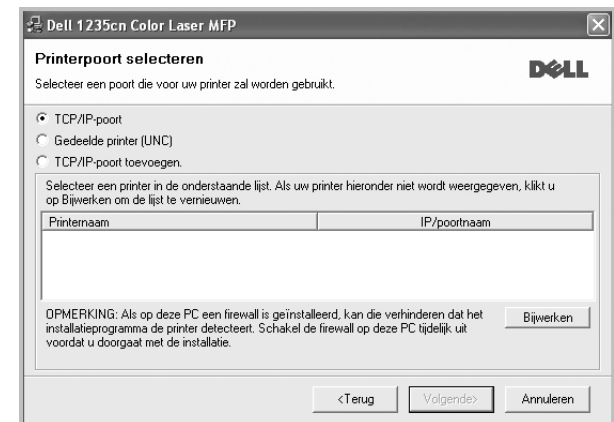 Dell 1235cn Color Laser MFP
Printerpoort selecteren
Selecteer een poort die voor uw printer zal worden gebruikt.
DELL
TCP/IP-poort
Gedeelde printer (UNC)
TCP/IP-poort toevoegen.
Selecteer een printer in de onderstaande lijst. Als uw printer hieronder niet wordt weergegeven, klikt u
op Bijwerken om de lijst te vernieuwen.
Printernaam IP/poortnaam
OPMERKING: Als op deze PC een firewall is geïnstalleerd, kan die verhinderen dat het
installatieprogramma de printer detecteert. Schakel de firewall op deze PC tijdelijk uit
voordat u doorgaat met de installatie.
Bijwerken
<Terug Volgende> Annuleren